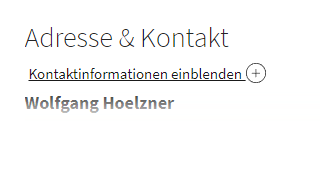 Adresse & Kontakt
Kontaktinformationen einblenden
Wolfgang Hoelzner